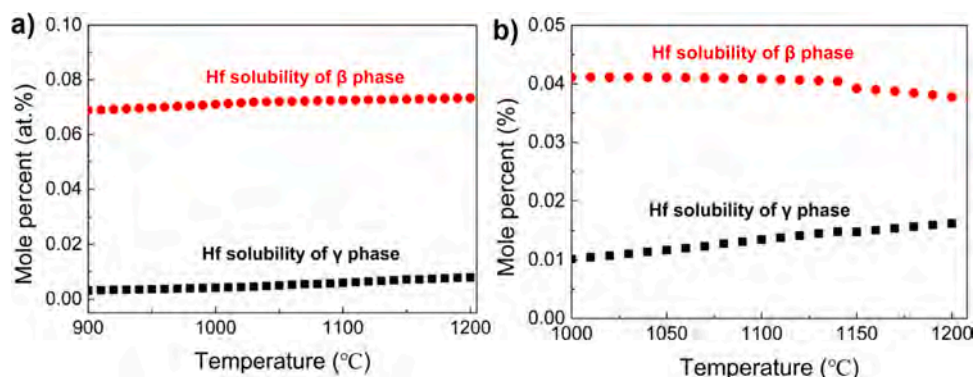 a)
Mole percent (at.%)
0.10
0.08
0.06
0.04
0.02
0.00
Hf solubility of β phase
Hf solubility of γ phase
900
1000
1100
1200
Temperature (℃)
b)
Mole percent (%)
0.05
0.04
0.03
0.02
0.01
0.00
Hf solubility of β phase
Hf solubility of γ phase
1000
1050
1100
1150
1200
Temperature (℃)